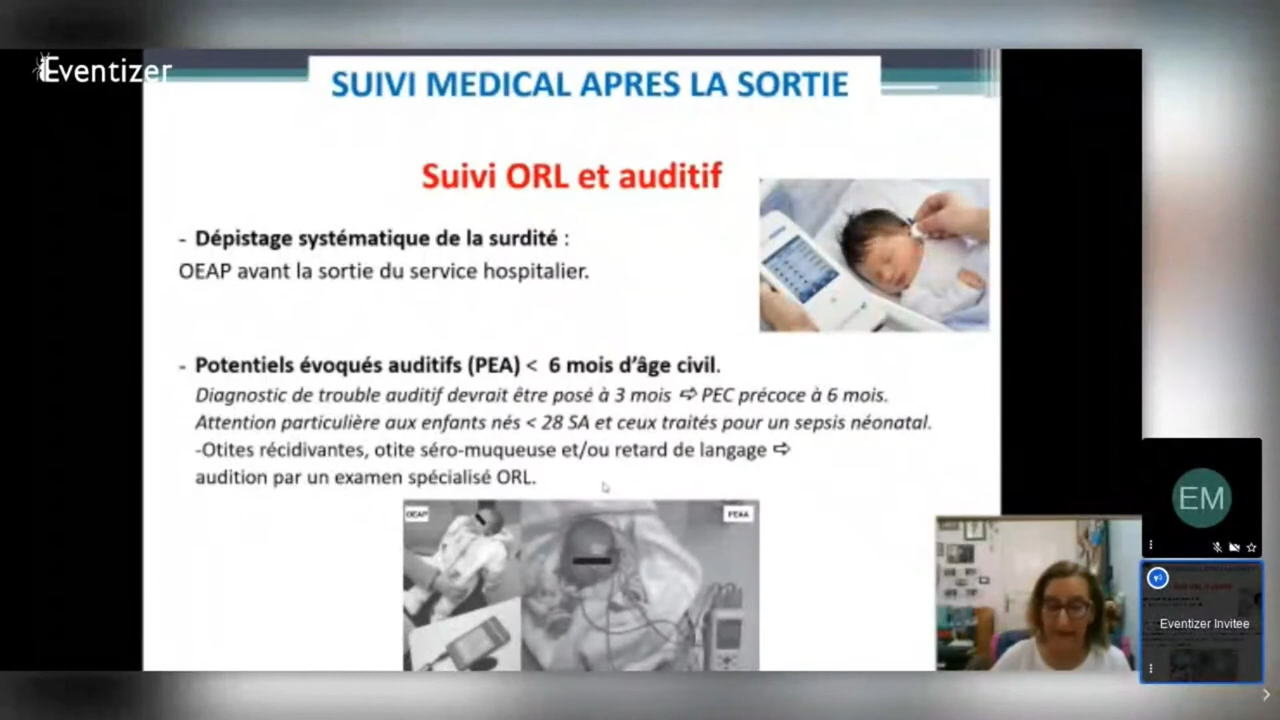 Eventizer
SUIVI MEDICAL APRES LA SORTIE
Suivi ORL et auditif
- Dépistage systématique de la surdité :
OEAP avant la sortie du service hospitalier.
- Potentiels évoqués auditifs (PEA) < 6 mois d'âge civil.
Diagnostic de trouble auditif devrait être posé à 3 mois ⇨ PEC précoce à 6 mois.
Attention particulière aux enfants nés < 28 SA et ceux traités pour un sepsis néonatal.
-Otites récidivantes, otite séro-muqueuse et/ou retard de langage ⇨
audition par un examen spécialisé ORL.
OEAP
PEAA
EM
Eventizer Invitee